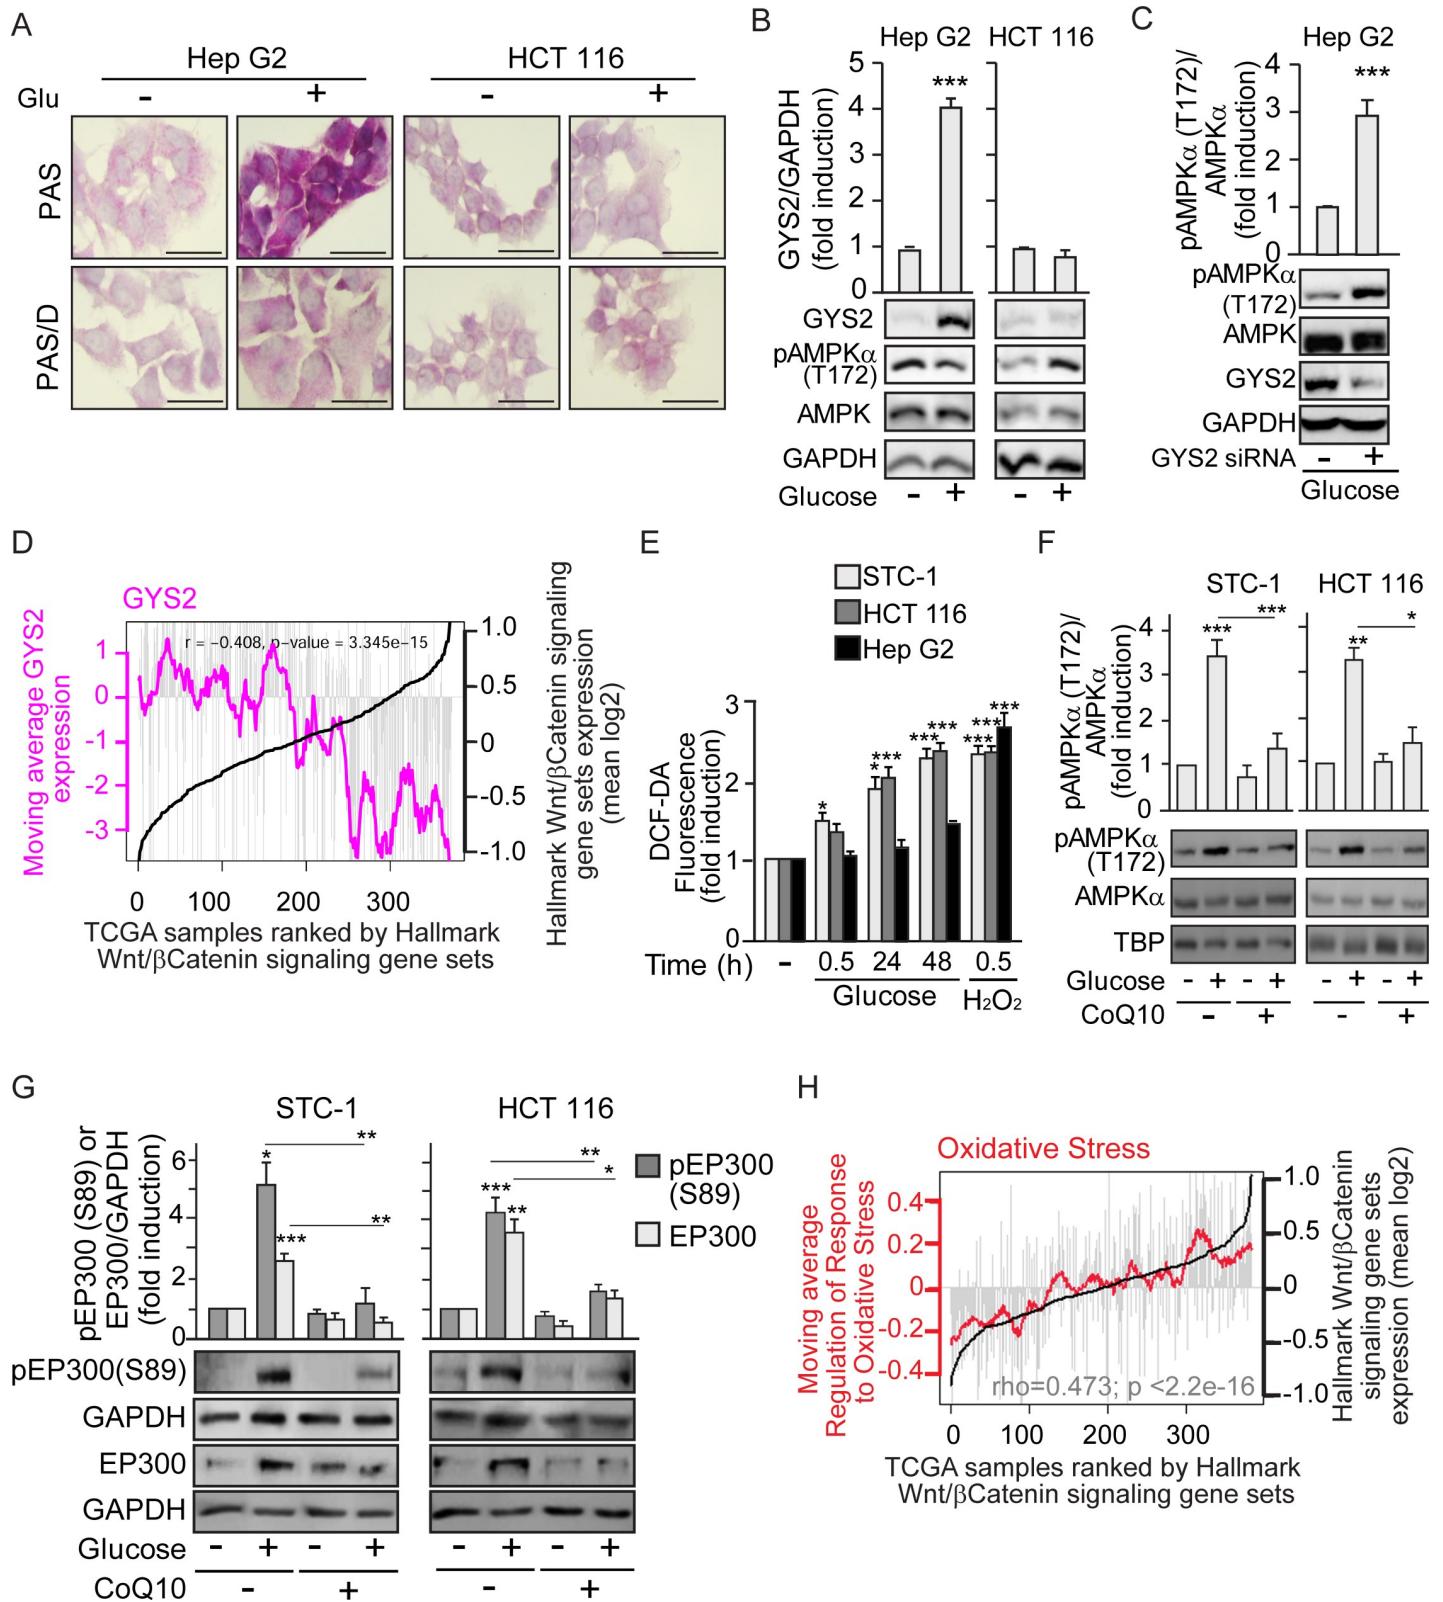 A
Hep G2
HCT 116
Glu
-
+
-
+
PAS
PAS/D
B
Hep G2
HCT 116
GYS2/GAPDH
(fold induction)
5
4
3
2
1
0
***
GYS2
pAMPKα
(T172)
AMPK
GAPDH
Glucose
-
+
-
+
C
Hep G2
pAMPKα (T172)/
AMPKα
(fold induction)
4
3
2
1
0
***
pAMPKα
(T172)
AMPK
GYS2
GAPDH
GYS2 siRNA
-
+
Glucose
D
GYS2
Moving average GYS2
expression
1
0
-1
-2
-3
r = −0.408, p−value = 3.345e−15
1.0
0.5
0
-0.5
-1.0
Hallmark Wnt/βCatenin signaling
gene sets expression
(mean log2)
0
100
200
300
TCGA samples ranked by Hallmark
Wnt/βCatenin signaling gene sets
E
STC-1
HCT 116
Hep G2
DCF-DA
Fluorescence
(fold induction)
3
2
1
0
*
***
*
***
***
***
***
***
***
Time (h)
-
0.5
24
48
0.5
Glucose
H2O2
F
STC-1
HCT 116
pAMPKα (T172)/
AMPKα
(fold induction)
4
3
2
1
0
***
***
**
*
pAMPKα
(T172)
AMPKα
TBP
Glucose
-
+
-
+
-
+
-
+
CoQ10
-
+
-
+
G
STC-1
HCT 116
pEP300 (S89) or
EP300/GAPDH
(fold induction)
6
4
2
0
*
**
***
**
***
**
**
*
pEP300
(S89)
EP300
pEP300(S89)
GAPDH
EP300
GAPDH
Glucose
-
+
-
+
-
+
-
+
CoQ10
-
+
-
+
H
Oxidative Stress
Moving average
Regulation of Response
to Oxidative Stress
0.4
0.2
0
-0.2
-0.4
rho=0.473; p <2.2e-16
1.0
0.5
0
-0.5
-1.0
Hallmark Wnt/βCatenin
signaling gene sets
expression (mean log2)
0
100
200
300
TCGA samples ranked by Hallmark
Wnt/βCatenin signaling gene sets